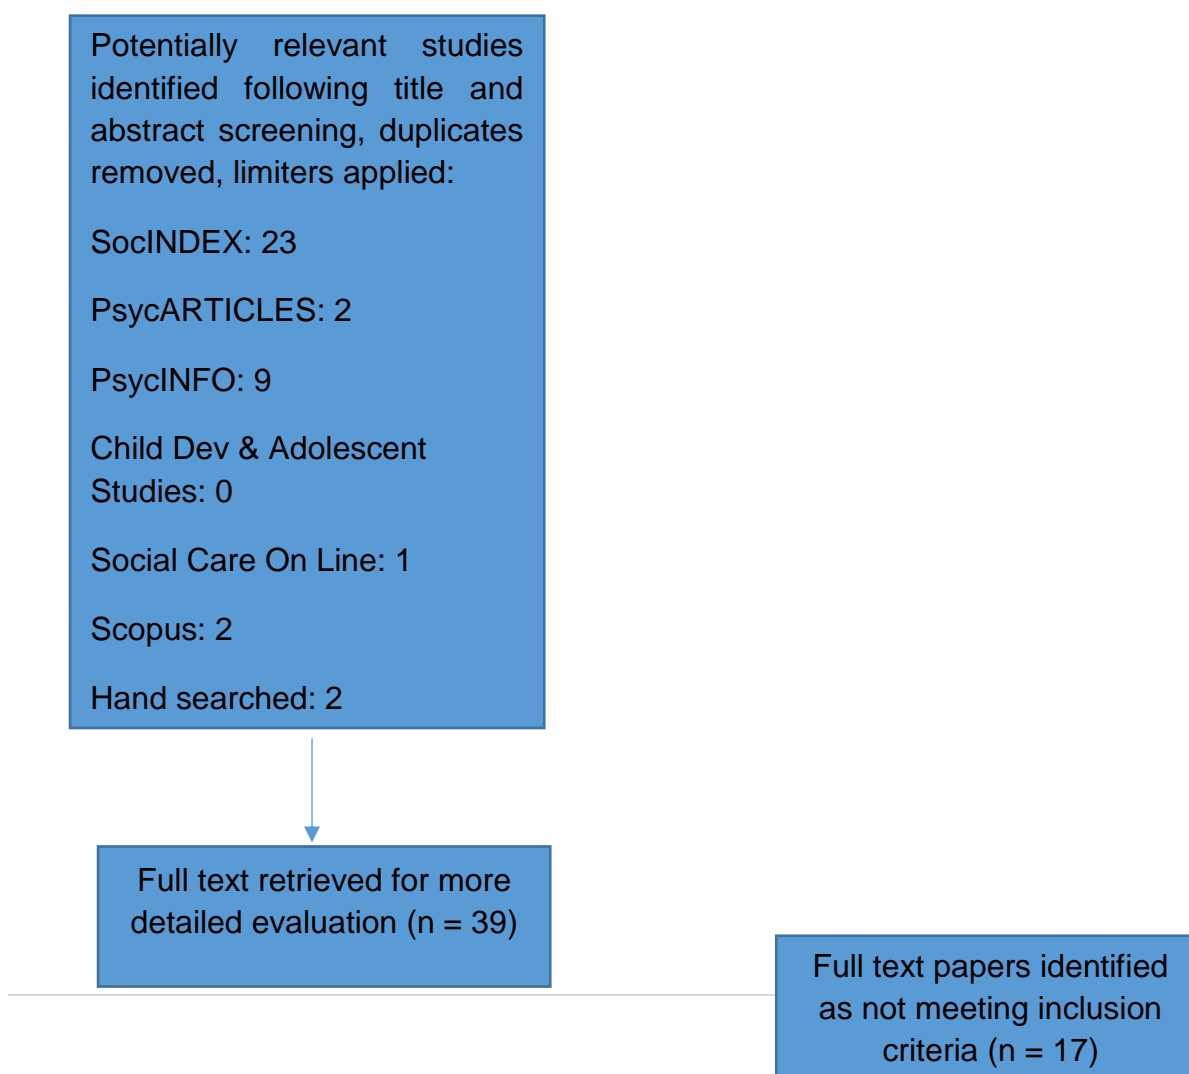 Potentially relevant studies
identified following title and
abstract screening, duplicates
removed, limiters applied:
SocINDEX: 23
PsycARTICLES: 2
PsycINFO: 9
Child Dev & Adolescent
Studies: 0
Social Care On Line: 1
Scopus: 2
Hand searched: 2
Full text retrieved for more
detailed evaluation (n = 39)
Full text papers identified
as not meeting inclusion
criteria (n = 17)